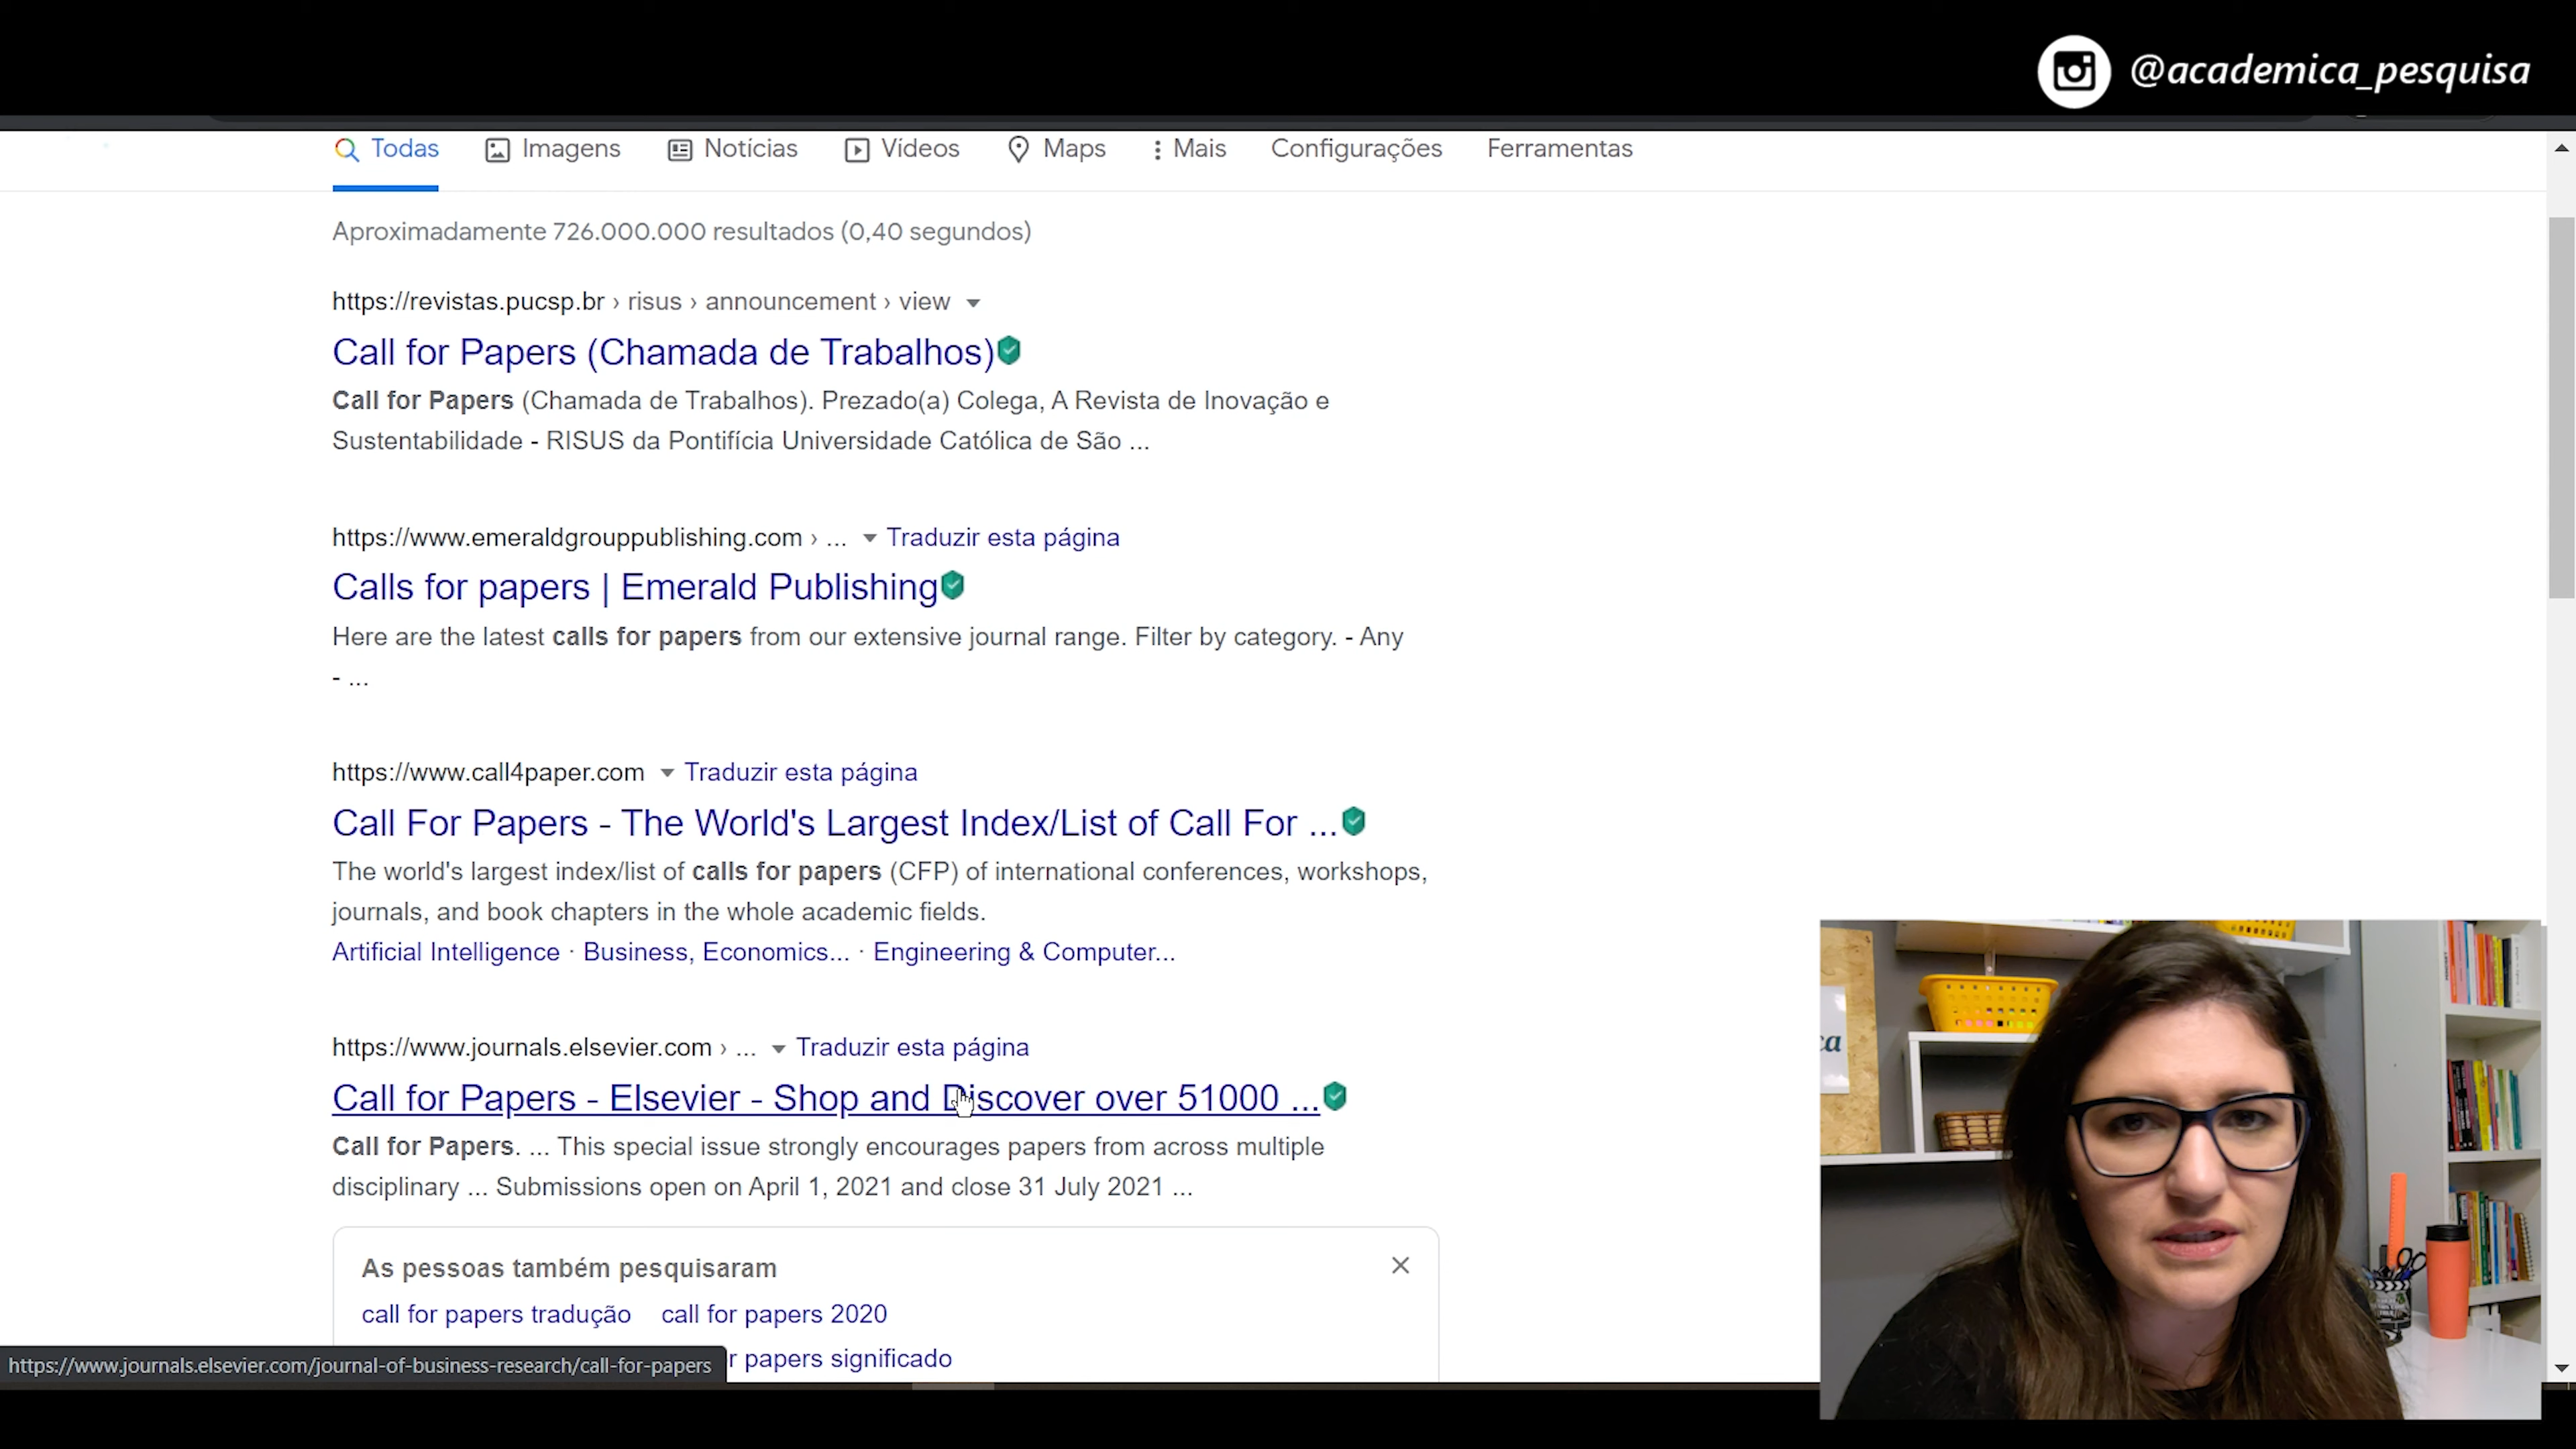 @academica_pesquisa
Todas Imagens Notícias Vídeos Maps Mais Configurações Ferramentas
Aproximadamente 726.000.000 resultados (0,40 segundos)
https://revistas.pucsp.br › risus › announcement › view
Call for Papers (Chamada de Trabalhos)
Call for Papers (Chamada de Trabalhos). Prezado(a) Colega, A Revista de Inovação e
Sustentabilidade - RISUS da Pontifícia Universidade Católica de São ...
https://www.emeraldgrouppublishing.com › ... Traduzir esta página
Calls for papers | Emerald Publishing
Here are the latest calls for papers from our extensive journal range. Filter by category. - Any
- ...
https://www.call4paper.com Traduzir esta página
Call For Papers - The World's Largest Index/List of Call For ...
The world's largest index/list of calls for papers (CFP) of international conferences, workshops,
journals, and book chapters in the whole academic fields.
Artificial Intelligence · Business, Economics... · Engineering & Computer...
https://www.journals.elsevier.com › ... Traduzir esta página
Call for Papers - Elsevier - Shop and Discover over 51000 ...
Call for Papers. ... This special issue strongly encourages papers from across multiple
disciplinary ... Submissions open on April 1, 2021 and close 31 July 2021 ...
As pessoas também pesquisaram
call for papers tradução call for papers 2020
r papers significado
https://www.journals.elsevier.com/journal-of-business-research/call-for-papers
ca